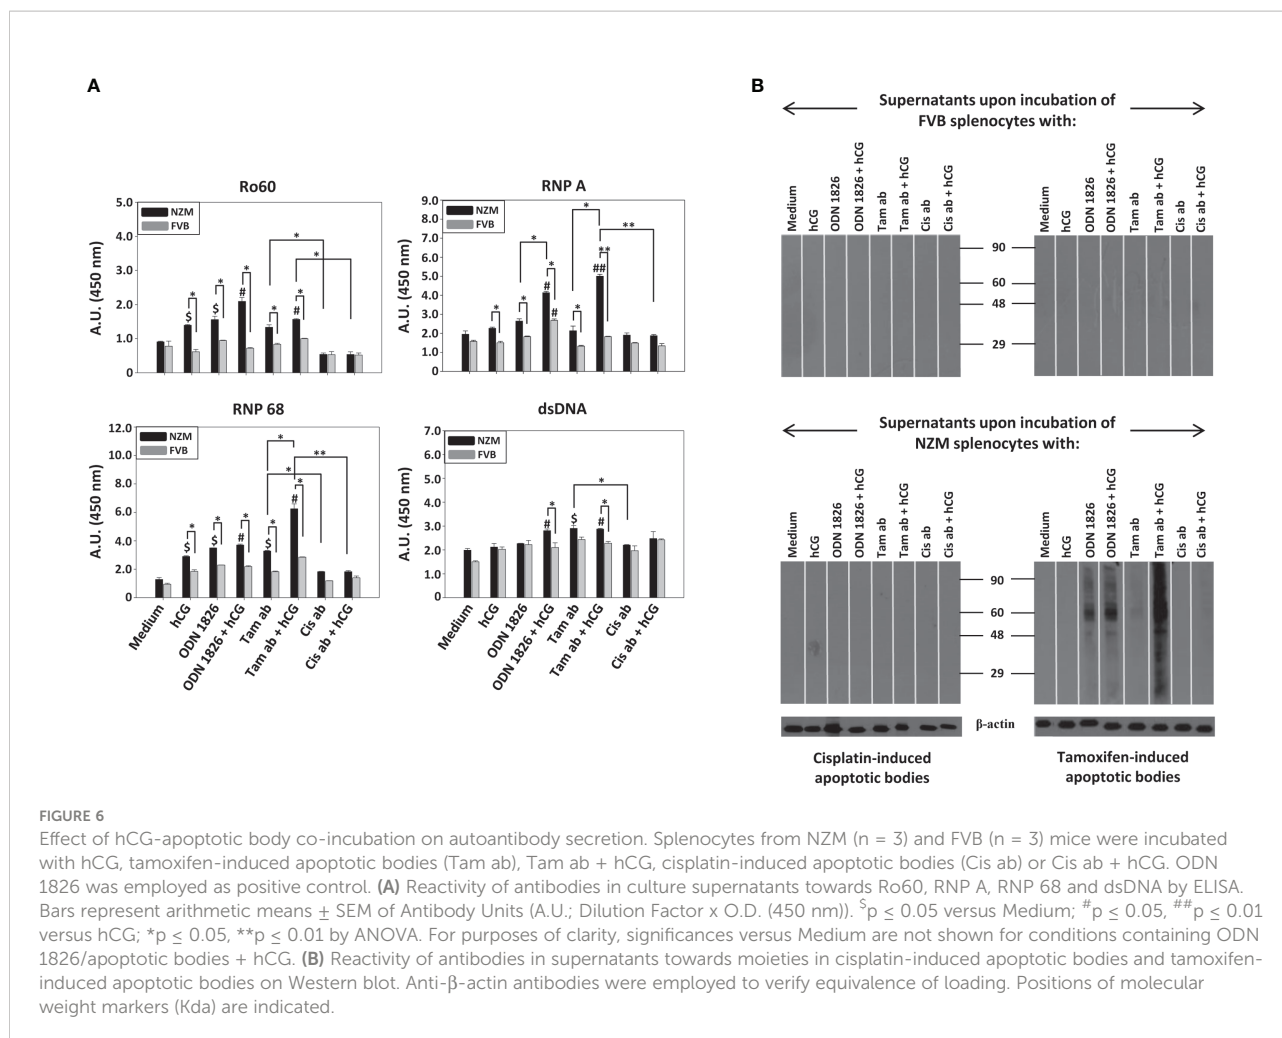 A
Ro60
5.0
4.0
3.0
2.0
1.0
0
A.U. (450 nm)
NZM
FVB
$
*
$
*
#
*
*
#
*
*
*
RNP A
9.0
8.0
7.0
6.0
5.0
4.0
3.0
2.0
1.0
0
A.U. (450 nm)
NZM
FVB
*
*
*
#
*
#
*
*
##
**
**
RNP 68
12.0
10.0
8.0
6.0
4.0
2.0
0
A.U. (450 nm)
NZM
FVB
$
*
$
*
#
*
$
*
*
*
#
*
**
Medium
hCG
ODN 1826
ODN 1826 + hCG
Tam ab
Tam ab + hCG
Cis ab
Cis ab + hCG
dsDNA
7.0
6.0
5.0
4.0
3.0
2.0
1.0
0
A.U. (450 nm)
NZM
FVB
#
*
$
*
#
*
Medium
hCG
ODN 1826
ODN 1826 + hCG
Tam ab
Tam ab + hCG
Cis ab
Cis ab + hCG
B
Supernatants upon incubation of
FVB splenocytes with:
Medium
hCG
ODN 1826
ODN 1826 + hCG
Tam ab
Tam ab + hCG
Cis ab
Cis ab + hCG
Medium
hCG
ODN 1826
ODN 1826 + hCG
Tam ab
Tam ab + hCG
Cis ab
Cis ab + hCG
90
60
48
29
Supernatants upon incubation of
NZM splenocytes with:
Medium
hCG
ODN 1826
ODN 1826 + hCG
Tam ab
Tam ab + hCG
Cis ab
Cis ab + hCG
Medium
hCG
ODN 1826
ODN 1826 + hCG
Tam ab
Tam ab + hCG
Cis ab
Cis ab + hCG
90
60
48
29
β-actin
Cisplatin-induced
apoptotic bodies
Tamoxifen-induced
apoptotic bodies
FIGURE 6
Effect of hCG-apoptotic body co-incubation on autoantibody secretion. Splenocytes from NZM (n = 3) and FVB (n = 3) mice were incubated
with hCG, tamoxifen-induced apoptotic bodies (Tam ab), Tam ab + hCG, cisplatin-induced apoptotic bodies (Cis ab) or Cis ab + hCG. ODN
1826 was employed as positive control. (A) Reactivity of antibodies in culture supernatants towards Ro60, RNP A, RNP 68 and dsDNA by ELISA.
Bars represent arithmetic means ± SEM of Antibody Units (A.U.; Dilution Factor x O.D. (450 nm)). $p ≤ 0.05 versus Medium; #p ≤ 0.05, ##p ≤ 0.01
versus hCG; *p ≤ 0.05, **p ≤ 0.01 by ANOVA. For purposes of clarity, significances versus Medium are not shown for conditions containing ODN
1826/apoptotic bodies + hCG. (B) Reactivity of antibodies in supernatants towards moieties in cisplatin-induced apoptotic bodies and tamoxifen-
induced apoptotic bodies on Western blot. Anti-β-actin antibodies were employed to verify equivalence of loading. Positions of molecular
weight markers (Kda) are indicated.